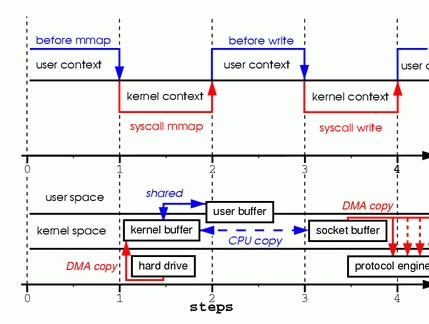 before mmap
before write
user context
user context
user c
kernel context
kernel context
syscall mmap
syscall write
0 1 2 3 4
user space
shared
user buffer
DMA copy
kernel space
kernel buffer
CPU copy
socket buffer
DMA copy
hard drive
protocol engine
0 1 2 3 4
steps